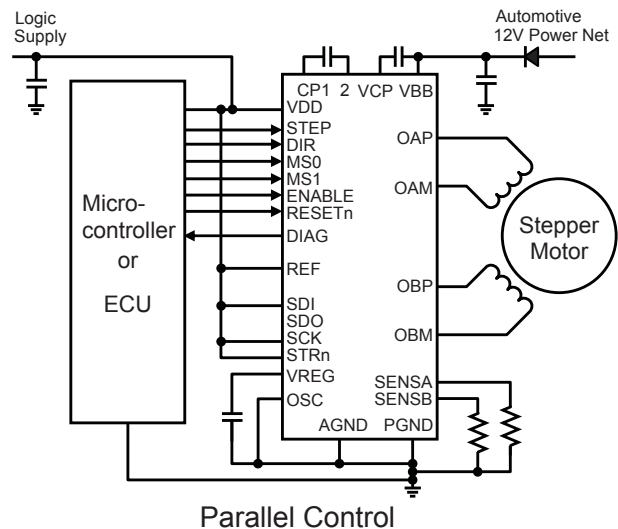 Logic
Supply
Automotive
12V Power Net
CP1 2 VCP VBB
VDD
STEP
DIR
MS0
MS1
ENABLE
RESETn
DIAG
REF
SDI
SDO
SCK
STRn
VREG
OSC
AGND PGND
OAP
OAM
OBP
OBM
SENSA
SENSB
Micro-
controller
or
ECU
Stepper
Motor
Parallel Control